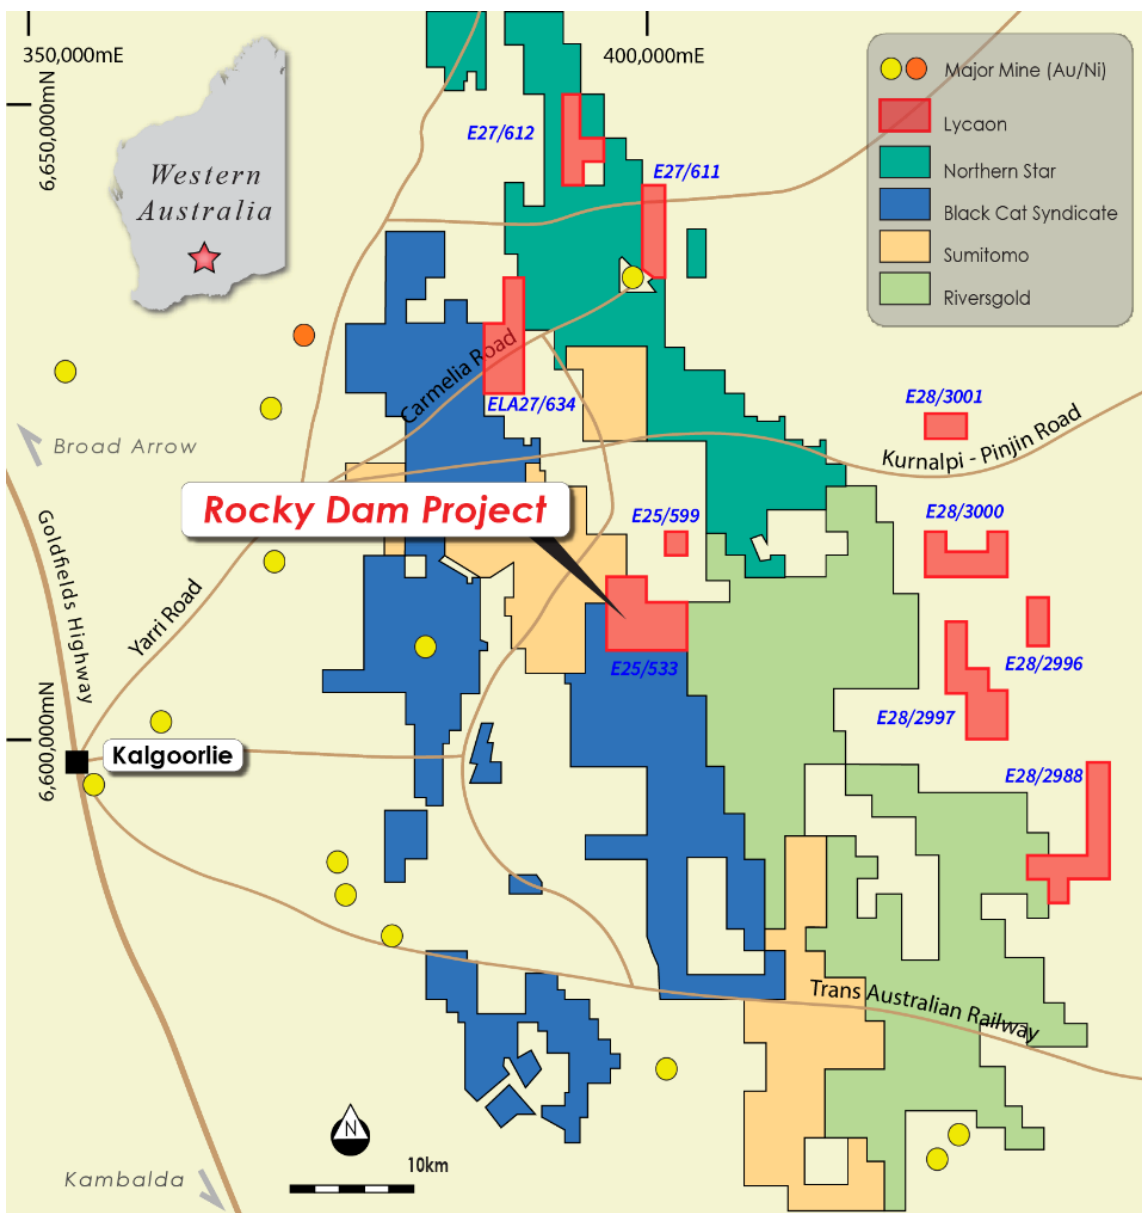 350,000mE
400,000mE
6,650,000mN
Western
Australia
Major Mine (Au/Ni)
Lycaon
Northern Star
Black Cat Syndicate
Sumitomo
Riversgold
E27/612
E27/611
Carmelia Road
ELA27/634
E28/3001
Broad Arrow
Kurnalpi - Pinjin Road
Rocky Dam Project
E25/599
E28/3000
Goldfields Highway
Yarri Road
E25/533
E28/2996
E28/2997
6,600,000mN
Kalgoorlie
E28/2988
Trans Australian Railway
N
10km
Kambalda